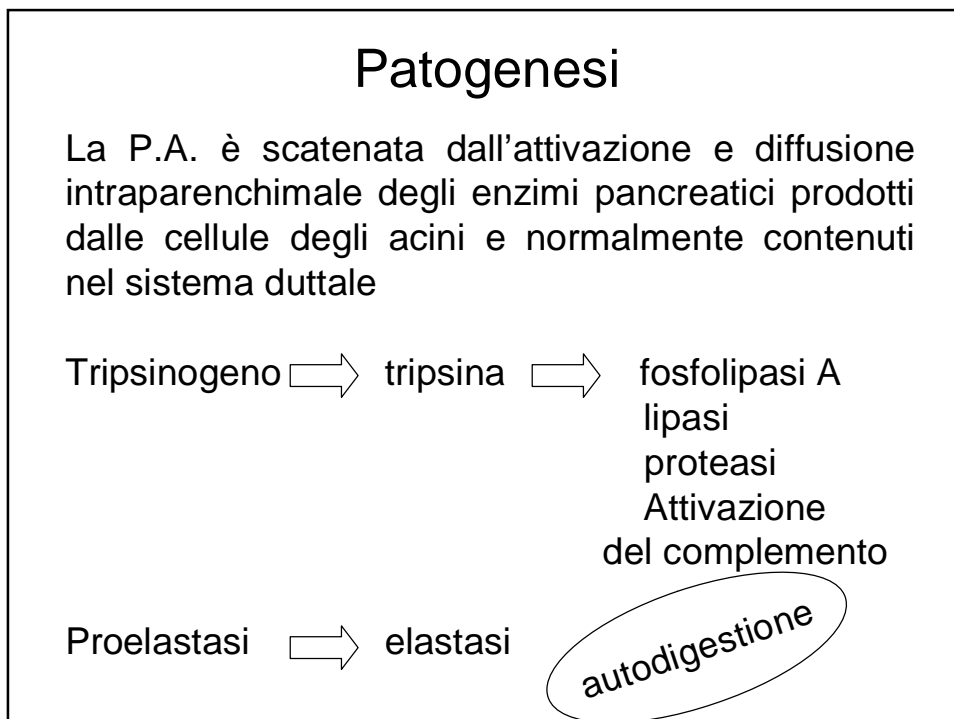 Patogenesi
La P.A. è scatenata dall'attivazione e diffusione
intraparenchimale degli enzimi pancreatici prodotti
dalle cellule degli acini e normalmente contenuti
nel sistema duttale
Tripsinogeno tripsina fosfolipasi A
lipasi
proteasi
Attivazione
del complemento
Proelastasi elastasi autodigestione